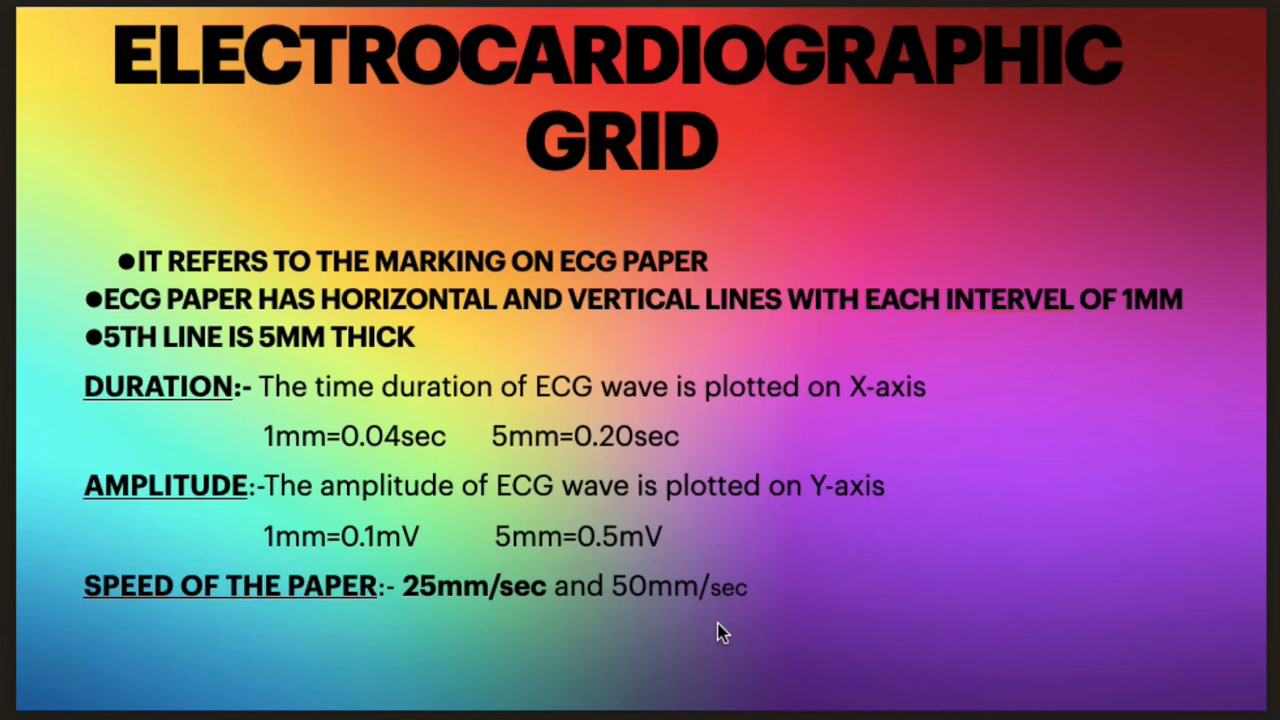 ELECTROCARDIOGRAPHIC
GRID
●IT REFERS TO THE MARKING ON ECG PAPER
●ECG PAPER HAS HORIZONTAL AND VERTICAL LINES WITH EACH INTERVEL OF 1MM
●5TH LINE IS 5MM THICK
DURATION:- The time duration of ECG wave is plotted on X-axis
1mm=0.04sec 5mm=0.20sec
AMPLITUDE:-The amplitude of ECG wave is plotted on Y-axis
1mm=0.1mV 5mm=0.5mV
SPEED OF THE PAPER:- 25mm/sec and 50mm/sec